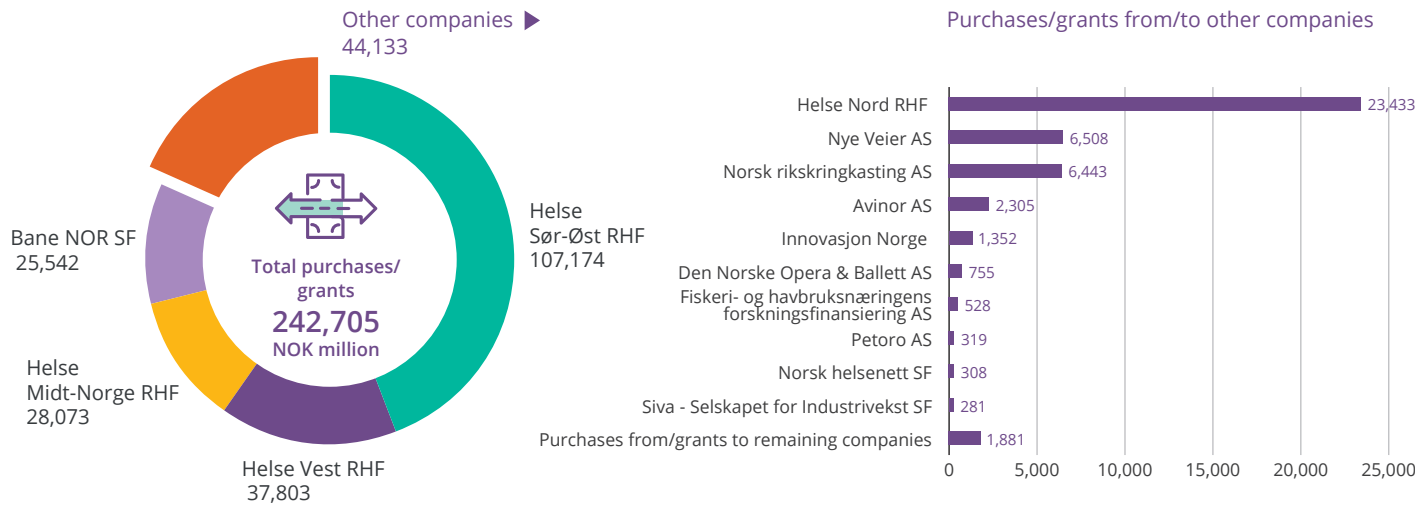 Other companies ▶
44,133
Helse
Sør-Øst RHF
107,174
Bane NOR SF
25,542
Total purchases/
grants
242,705
NOK million
Helse
Midt-Norge RHF
28,073
Helse Vest RHF
37,803
Purchases/grants from/to other companies
Helse Nord RHF 23,433
Nye Veier AS 6,508
Norsk rikskringkasting AS 6,443
Avinor AS 2,305
Innovasjon Norge 1,352
Den Norske Opera & Ballett AS 755
Fiskeri- og havbruksnæringens
forskningsfinansiering AS 528
Petoro AS 319
Norsk helsenett SF 308
Siva - Selskapet for Industrivekst SF 281
Purchases from/grants to remaining companies 1,881
0 5,000 10,000 15,000 20,000 25,000